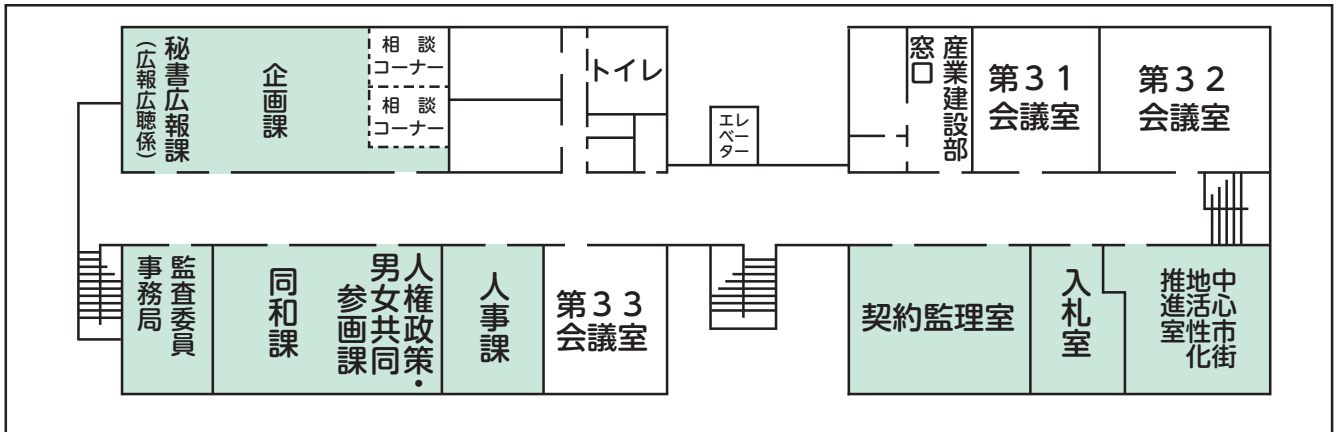 秘書広報課
（広報広聴係）
企画課
相　談
コーナー
相　談
コーナー
トイレ
エレ
ベー
ター
産業建設部
窓口
第３１
会議室
第３２
会議室
監査委員
事務局
同和課
人権政策・
男女共同
参画課
人事課
第３３
会議室
契約監理室
入札室
中心市街
地活性化
推進室